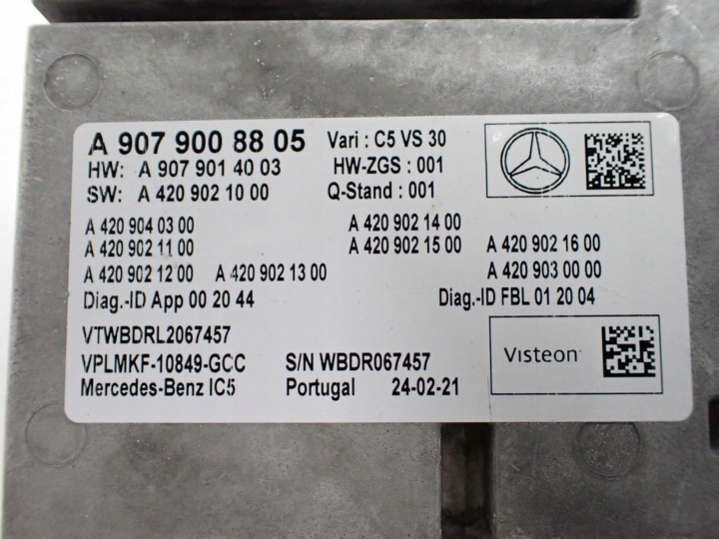 A 907 900 88 05 Vari : C5 VS 30
HW: A 907 901 40 03 HW-ZGS : 001
SW: A 420 902 10 00 Q-Stand : 001
A 420 904 03 00 A 420 902 14 00
A 420 902 11 00 A 420 902 15 00 A 420 902 16 00
A 420 902 12 00 A 420 902 13 00 A 420 903 00 00
Diag.-ID App 00 20 44 Diag.-ID FBL 01 20 04
VTWBDRL2067457
VPLMKF-10849-GCC S/N WBDR067457 Visteon
Mercedes-Benz IC5 Portugal 24-02-21